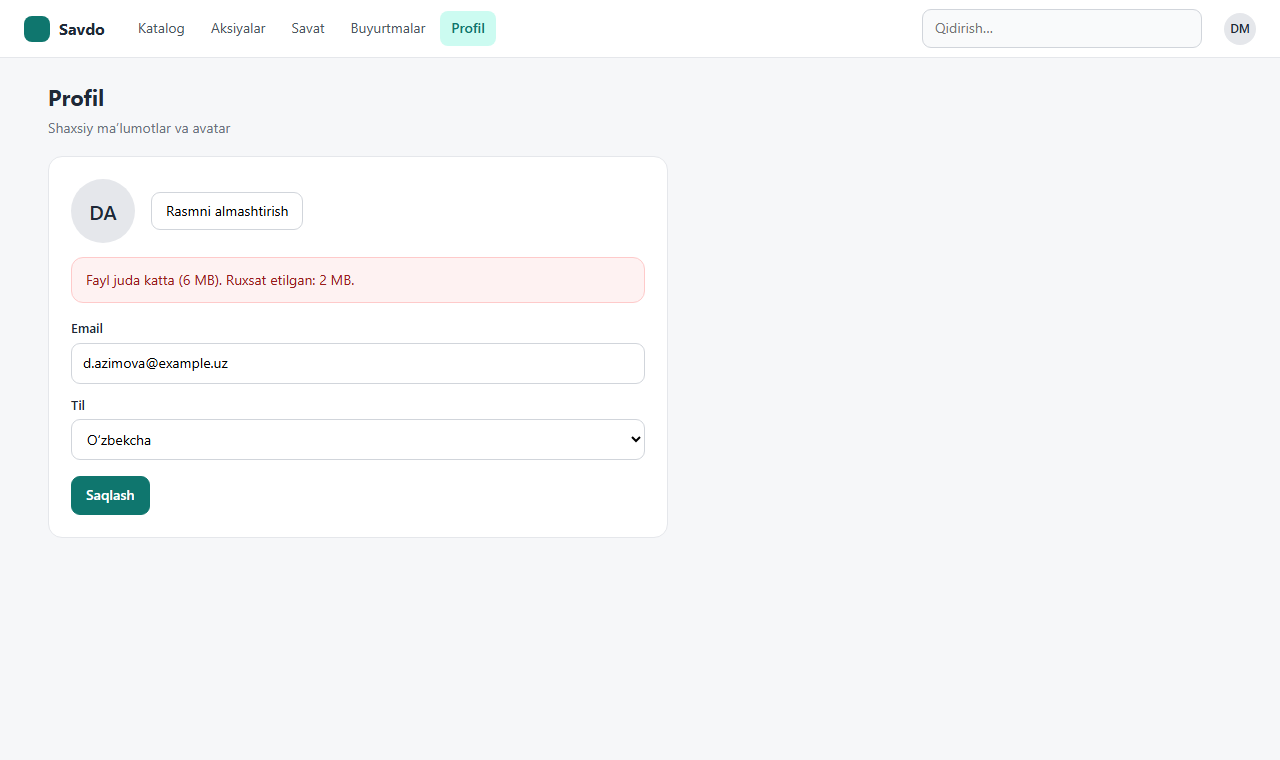 Savdo
Katalog
Aksiyalar
Savat
Buyurtmalar
Profil
Qidirish...
DM
Profil
Shaxsiy ma’lumotlar va avatar
DA
Rasmni almashtirish
Fayl juda katta (6 MB). Ruxsat etilgan: 2 MB.
Email
d.azimova@example.uz
Til
O‘zbekcha
Saqlash